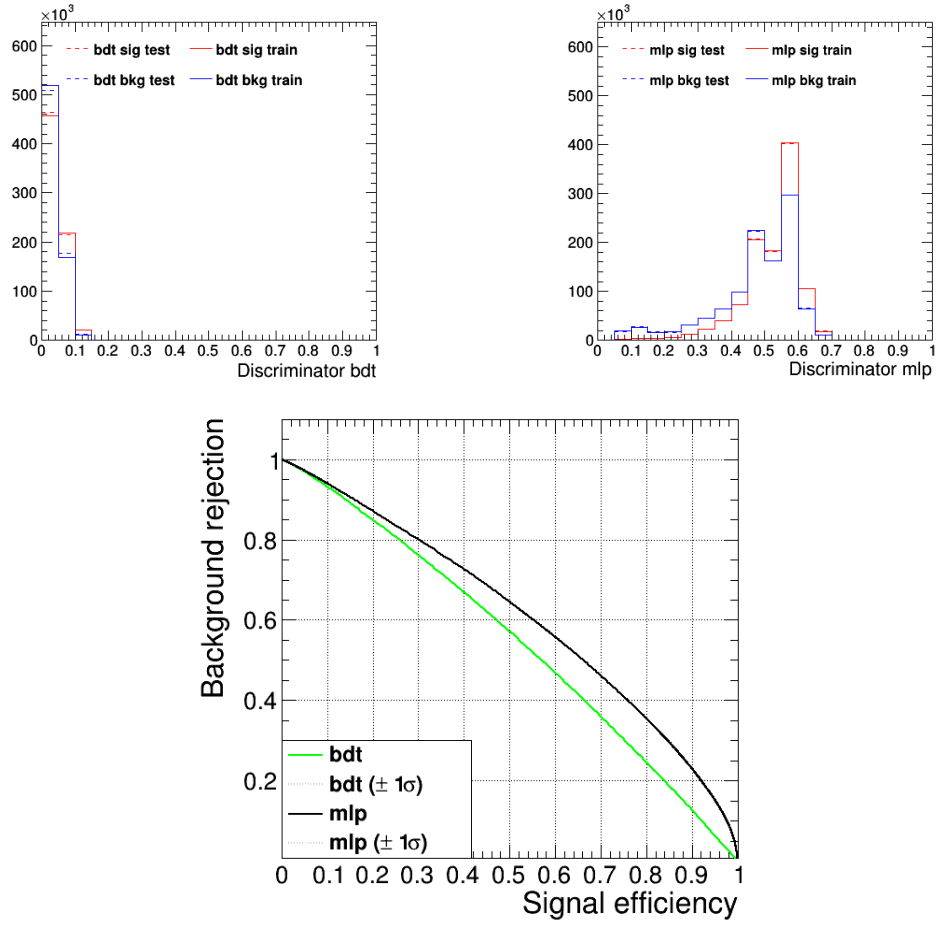 ×10³
600
500
400
300
200
100
0
bdt sig test
bdt sig train
bdt bkg test
bdt bkg train
0 0.1 0.2 0.3 0.4 0.5 0.6 0.7 0.8 0.9 1
Discriminator bdt
×10³
600
500
400
300
200
100
0
mlp sig test
mlp sig train
mlp bkg test
mlp bkg train
0 0.1 0.2 0.3 0.4 0.5 0.6 0.7 0.8 0.9 1
Discriminator mlp
Background rejection
1
0.8
0.6
0.4
0.2
bdt
bdt (± 1σ)
mlp
mlp (± 1σ)
0 0.1 0.2 0.3 0.4 0.5 0.6 0.7 0.8 0.9 1
Signal efficiency